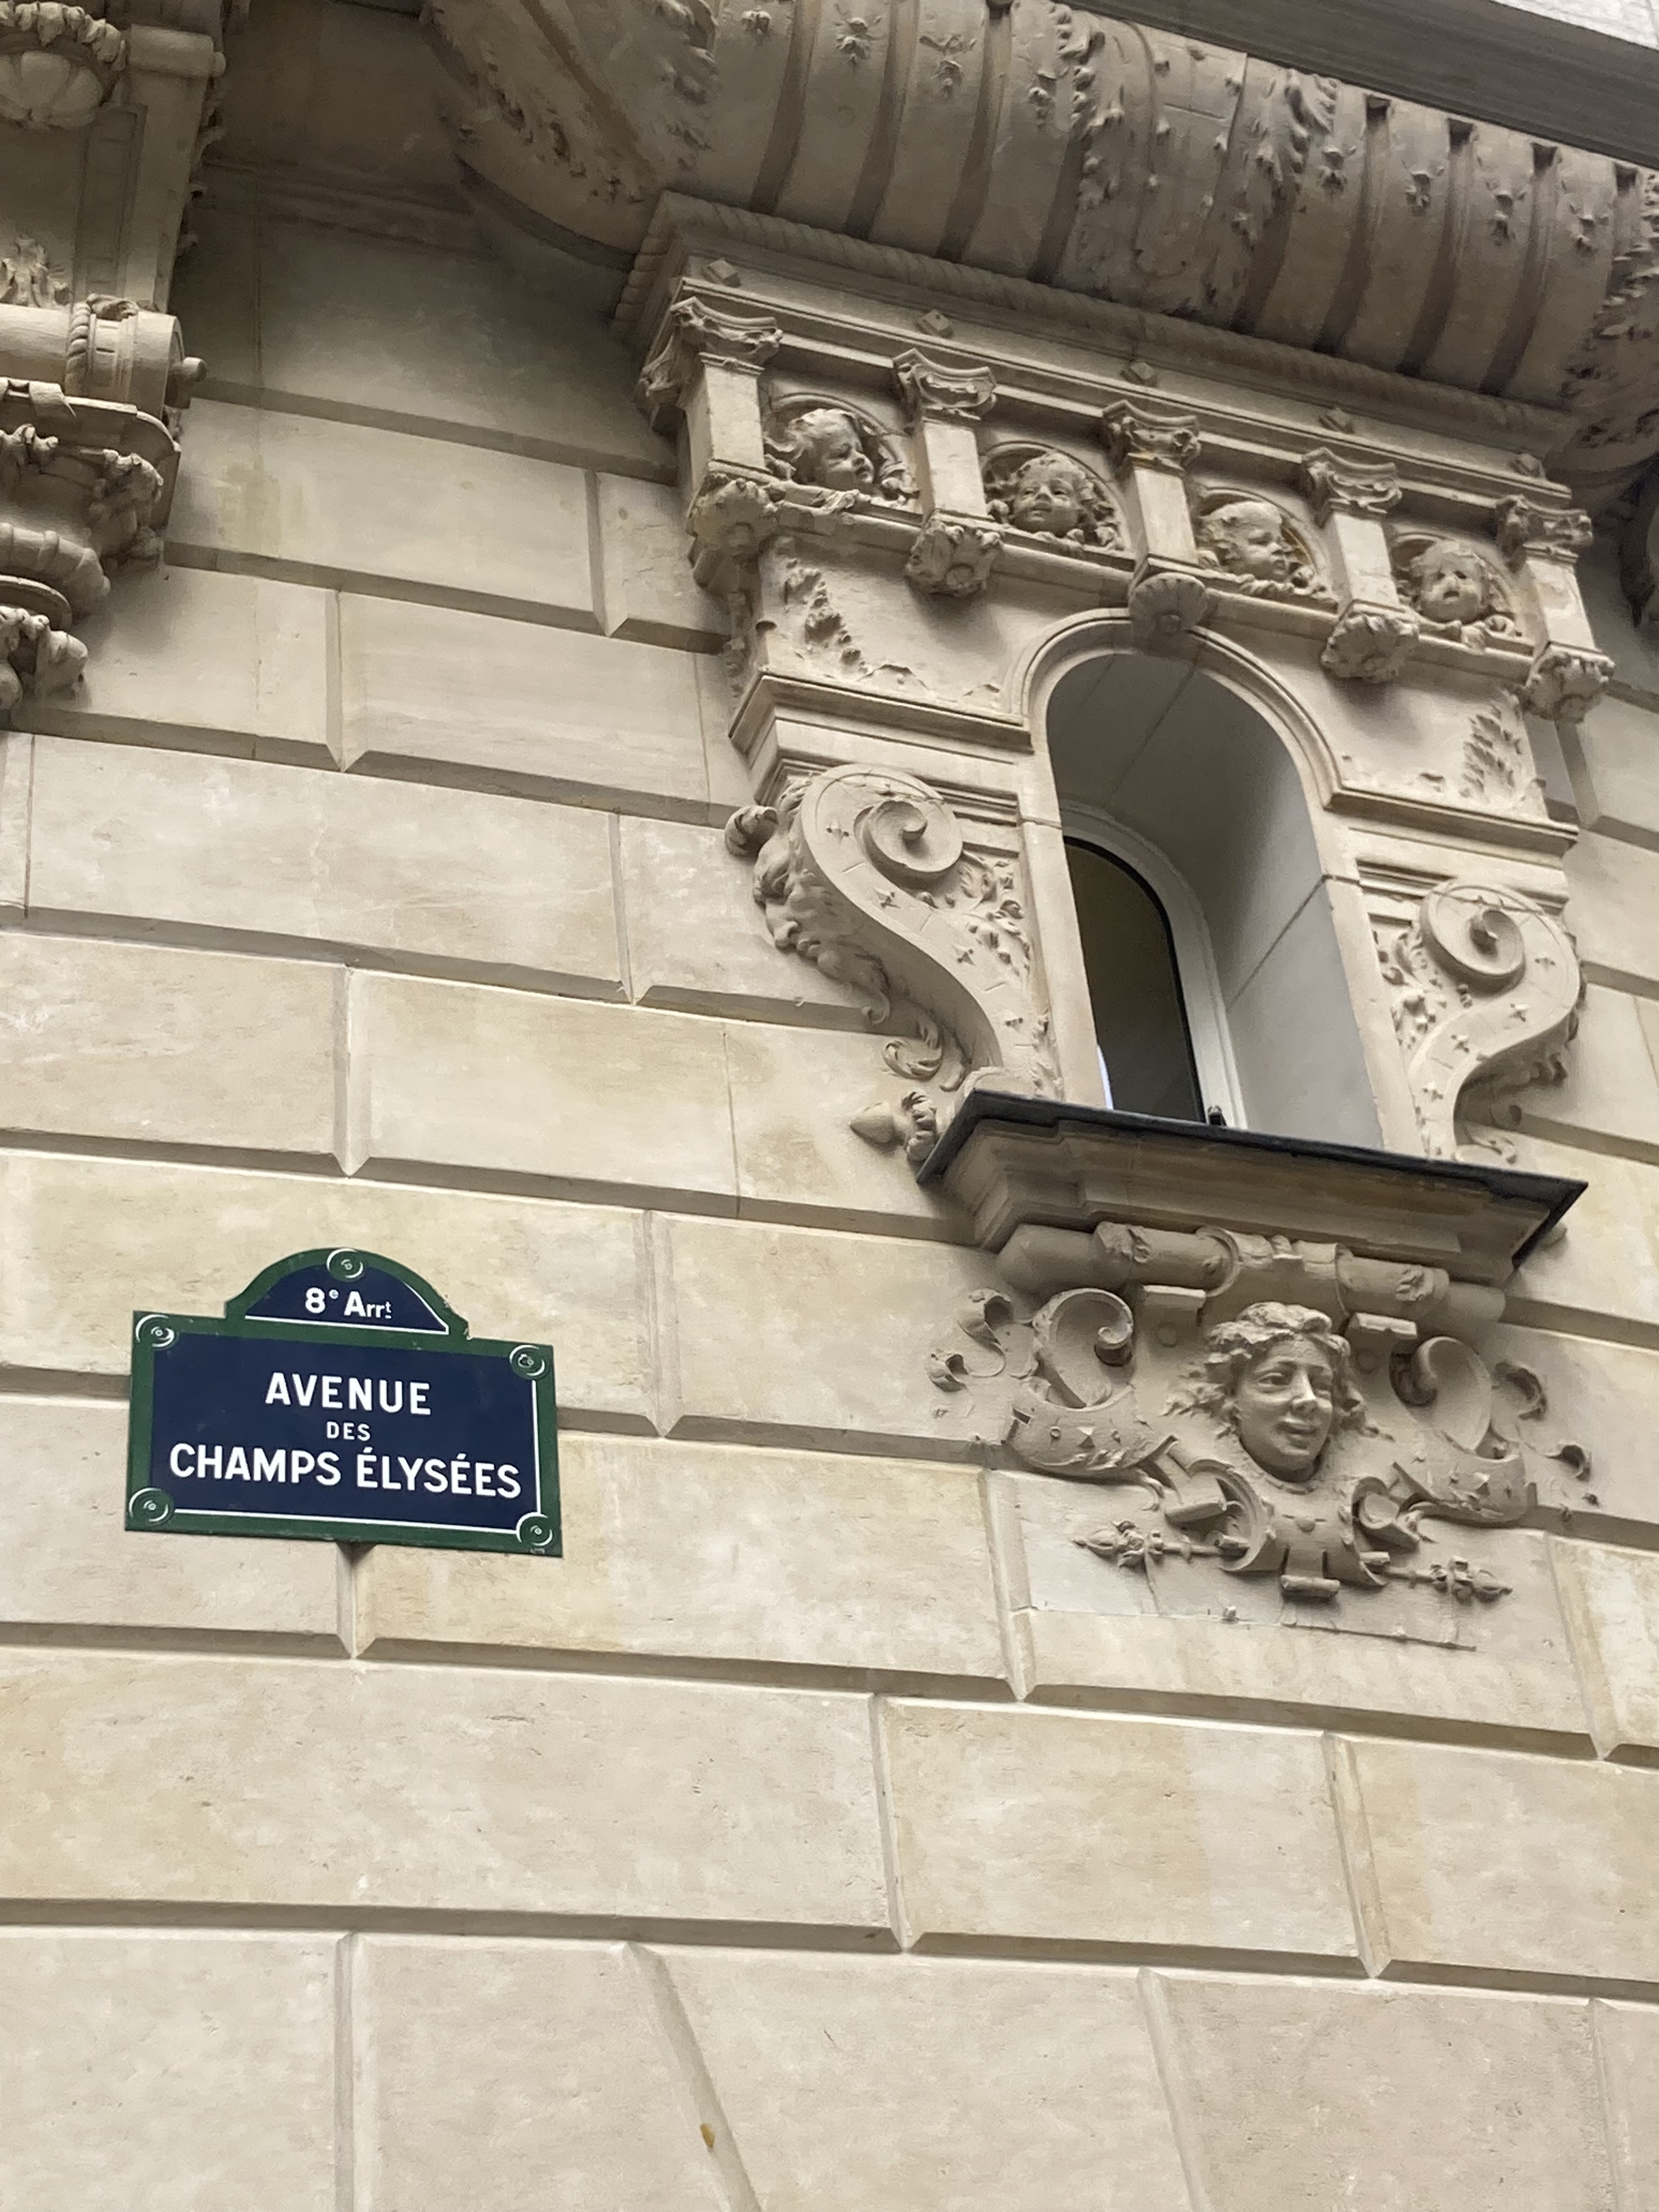 8e Arrt
AVENUE
DES
CHAMPS ÉLYSÉES